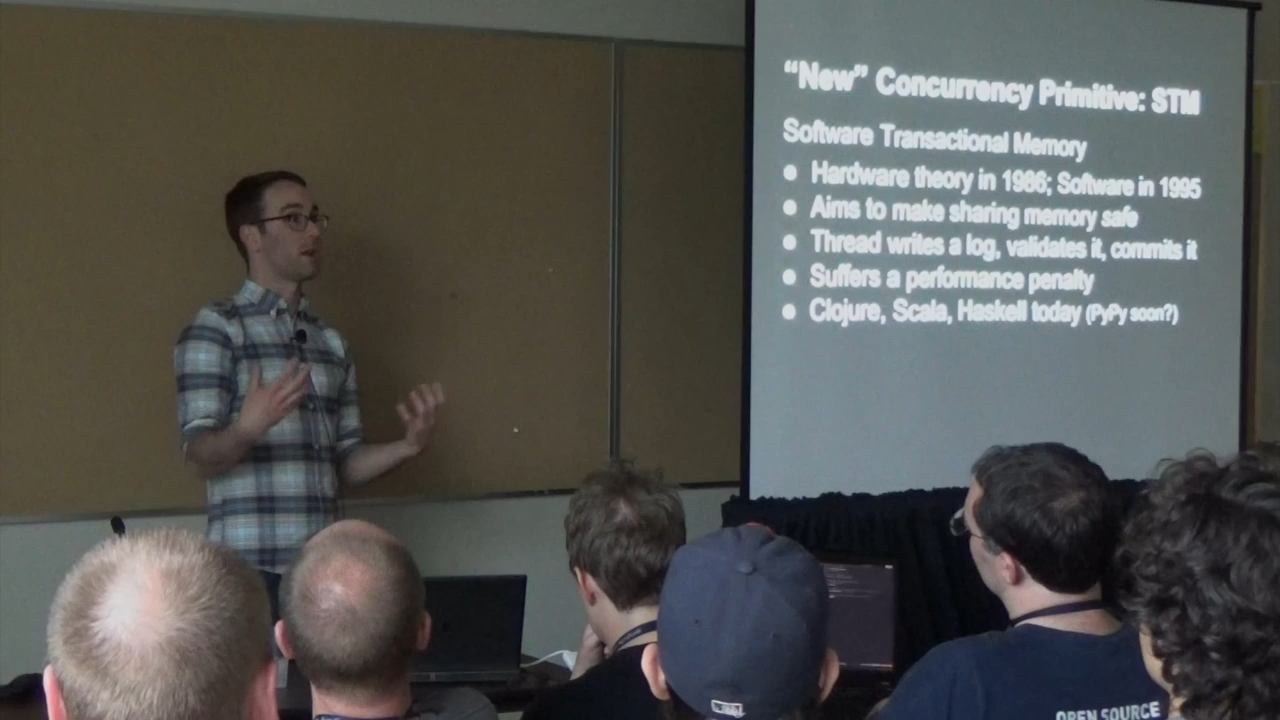 “New” Concurrency Primitive: STM
Software Transactional Memory
● Hardware theory in 1986; Software in 1995
● Aims to make sharing memory safe
● Thread writes a log, validates it, commits it
● Suffers a performance penalty
● Clojure, Scala, Haskell today (PyPy soon?)
OPEN SOURCE